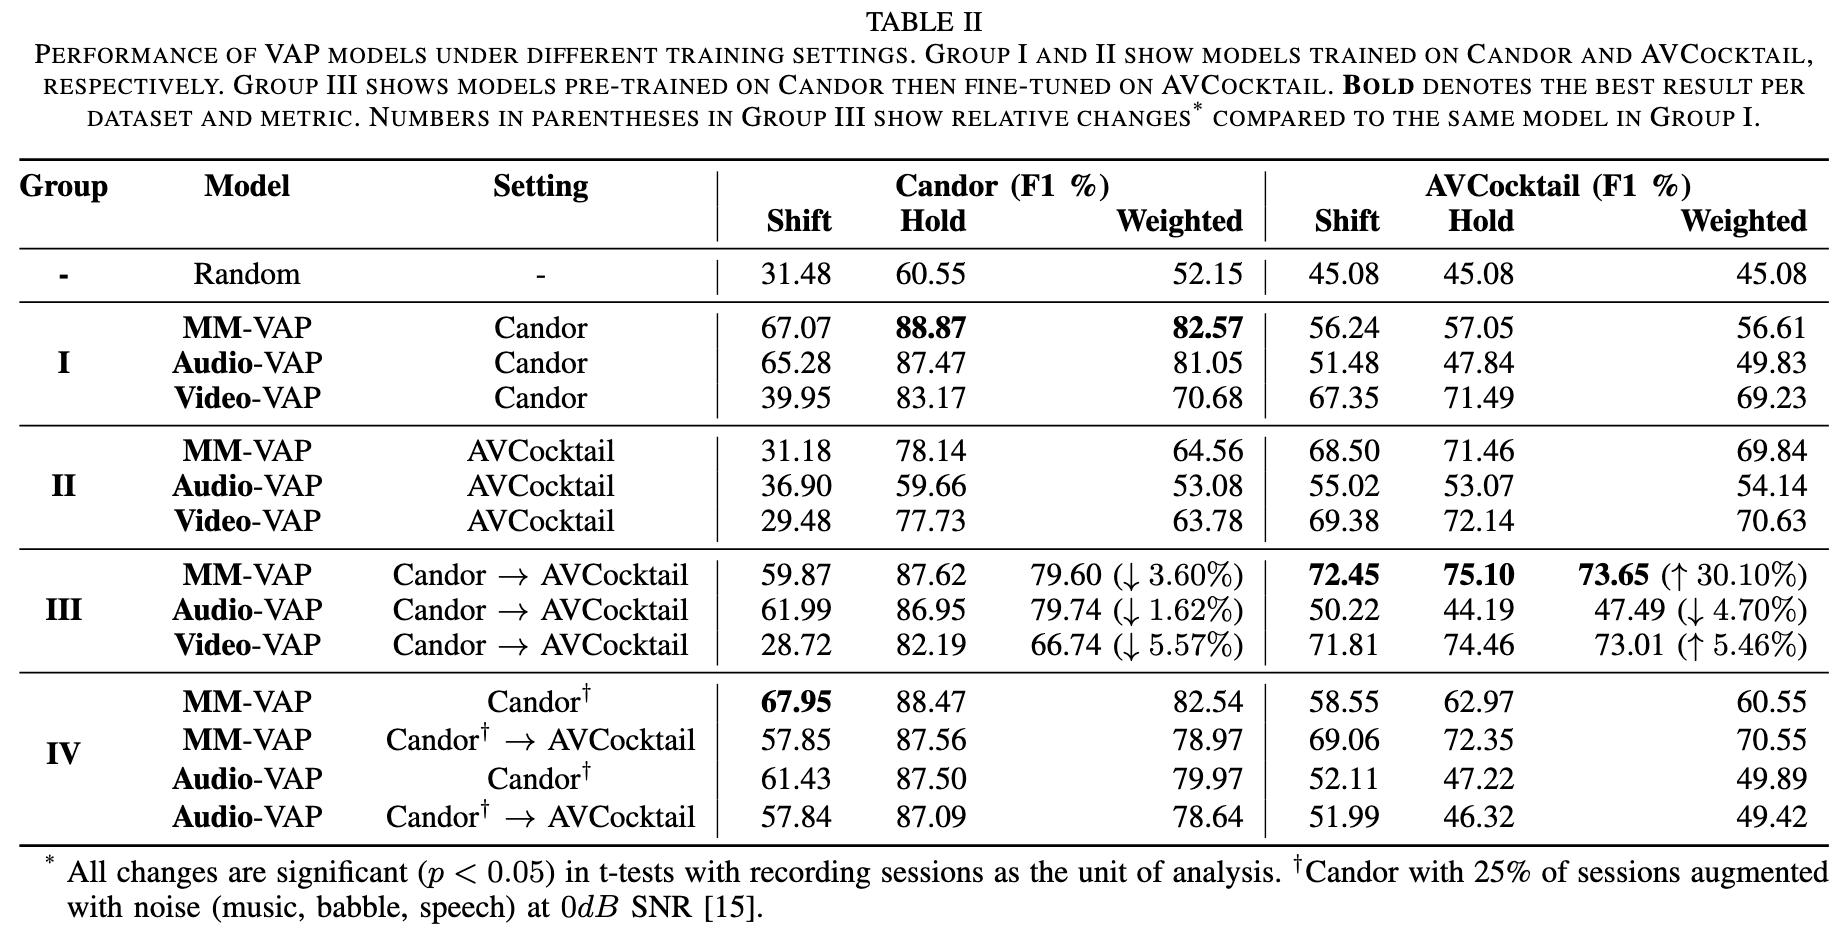 TABLE II
PERFORMANCE OF VAP MODELS UNDER DIFFERENT TRAINING SETTINGS. GROUP I AND II SHOW MODELS TRAINED ON CANDOR AND AVCOCKTAIL,
RESPECTIVELY. GROUP III SHOWS MODELS PRE-TRAINED ON CANDOR THEN FINE-TUNED ON AVCOCKTAIL. BOLD DENOTES THE BEST RESULT PER
DATASET AND METRIC. NUMBERS IN PARENTHESES IN GROUP III SHOW RELATIVE CHANGES* COMPARED TO THE SAME MODEL IN GROUP I.
Group Model Setting Candor (F1 %) AVCocktail (F1 %)
Shift Hold Weighted Shift Hold Weighted
- Random - 31.48 60.55 52.15 45.08 45.08 45.08
MM-VAP Candor 67.07 88.87 82.57 56.24 57.05 56.61
I Audio-VAP Candor 65.28 87.47 81.05 51.48 47.84 49.83
Video-VAP Candor 39.95 83.17 70.68 67.35 71.49 69.23
MM-VAP AVCocktail 31.18 78.14 64.56 68.50 71.46 69.84
II Audio-VAP AVCocktail 36.90 59.66 53.08 55.02 53.07 54.14
Video-VAP AVCocktail 29.48 77.73 63.78 69.38 72.14 70.63
MM-VAP Candor → AVCocktail 59.87 87.62 79.60 (↓ 3.60%) 72.45 75.10 73.65 (↑ 30.10%)
III Audio-VAP Candor → AVCocktail 61.99 86.95 79.74 (↓ 1.62%) 50.22 44.19 47.49 (↓ 4.70%)
Video-VAP Candor → AVCocktail 28.72 82.19 66.74 (↓ 5.57%) 71.81 74.46 73.01 (↑ 5.46%)
MM-VAP Candor† 67.95 88.47 82.54 58.55 62.97 60.55
IV MM-VAP Candor† → AVCocktail 57.85 87.56 78.97 69.06 72.35 70.55
Audio-VAP Candor† 61.43 87.50 79.97 52.11 47.22 49.89
Audio-VAP Candor† → AVCocktail 57.84 87.09 78.64 51.99 46.32 49.42
* All changes are significant (p < 0.05) in t-tests with recording sessions as the unit of analysis. †Candor with 25% of sessions augmented
with noise (music, babble, speech) at 0dB SNR [15].